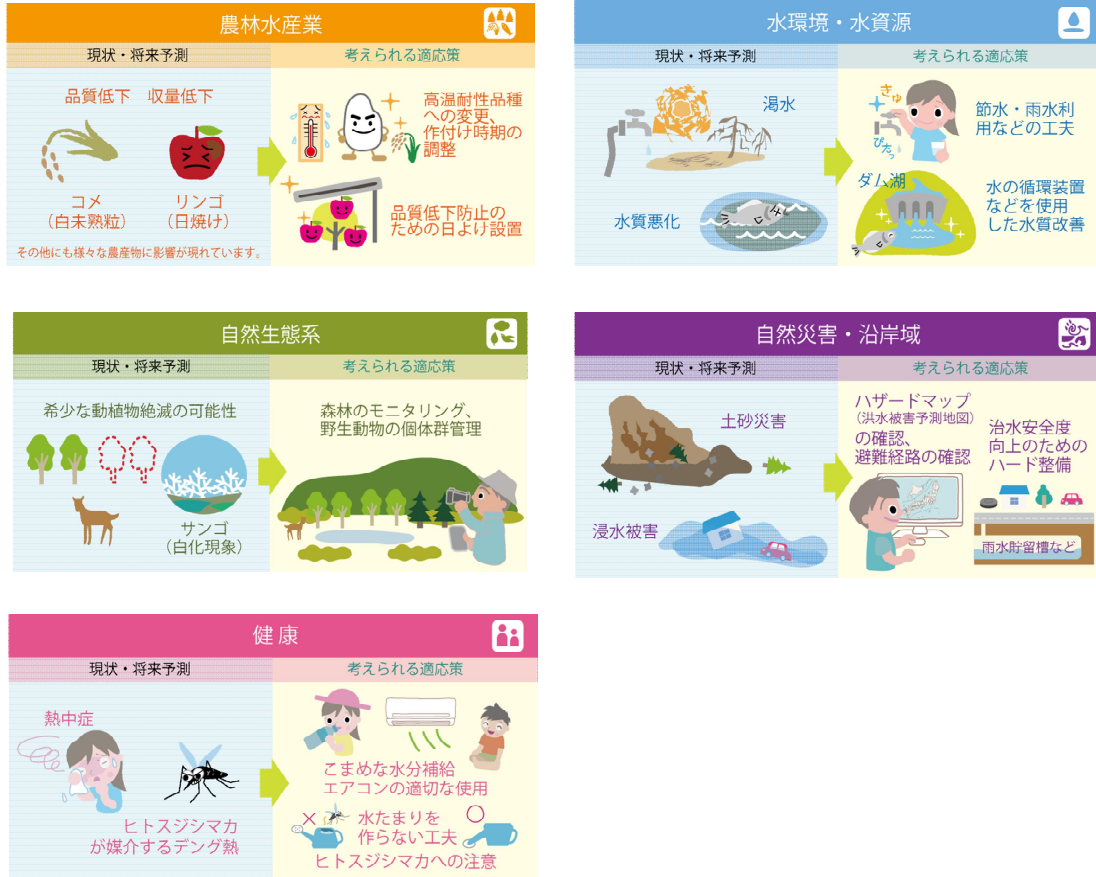 農林水産業
現状・将来予測
考えられる適応策
品質低下 収量低下
コメ
（白未熟粒）
リンゴ
（日焼け）
その他にも様々な農産物に影響が現れています。
高温耐性品種
への変更、
作付け時期の
調整
品質低下防止の
ための日よけ設置
水環境・水資源
現状・将来予測
考えられる適応策
渇水
水質悪化
きゅ
ぴたっ
節水・雨水利
用などの工夫
ダム湖
水の循環装置
などを使用
した水質改善
自然生態系
現状・将来予測
考えられる適応策
希少な動植物絶滅の可能性
サンゴ
（白化現象）
森林のモニタリング、
野生動物の個体群管理
自然災害・沿岸域
現状・将来予測
考えられる適応策
土砂災害
浸水被害
ハザードマップ
（洪水被害予測地図）
の確認、
避難経路の確認
治水安全度
向上のための
ハード整備
雨水貯留槽など
健康
現状・将来予測
考えられる適応策
熱中症
ヒトスジシマカ
が媒介するデング熱
こまめな水分補給
エアコンの適切な使用
水たまりを
作らない工夫
ヒトスジシマカへの注意